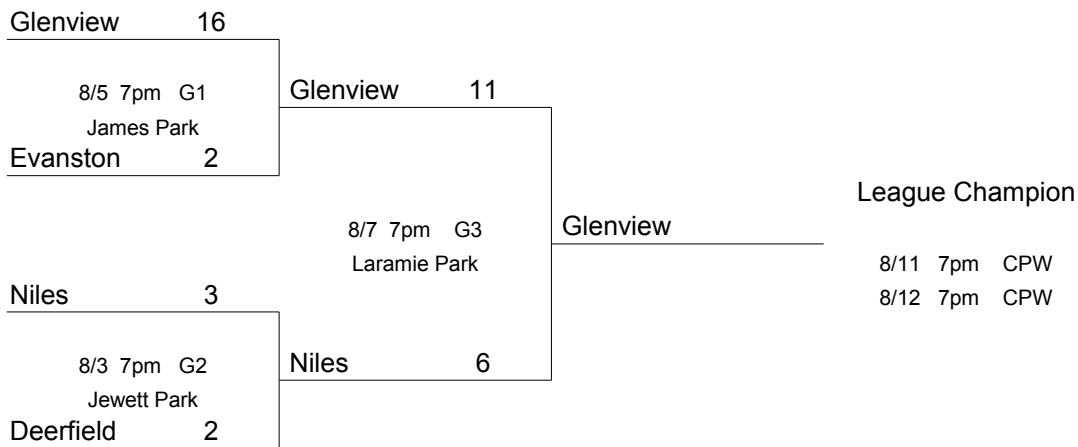 Glenview 16
8/5 7pm G1
James Park
Evanston 2
Glenview 11
8/7 7pm G3
Laramie Park
Niles 3
8/3 7pm G2
Jewett Park
Deerfield 2
Niles 6
Glenview
League Champion
8/11 7pm CPW
8/12 7pm CPW